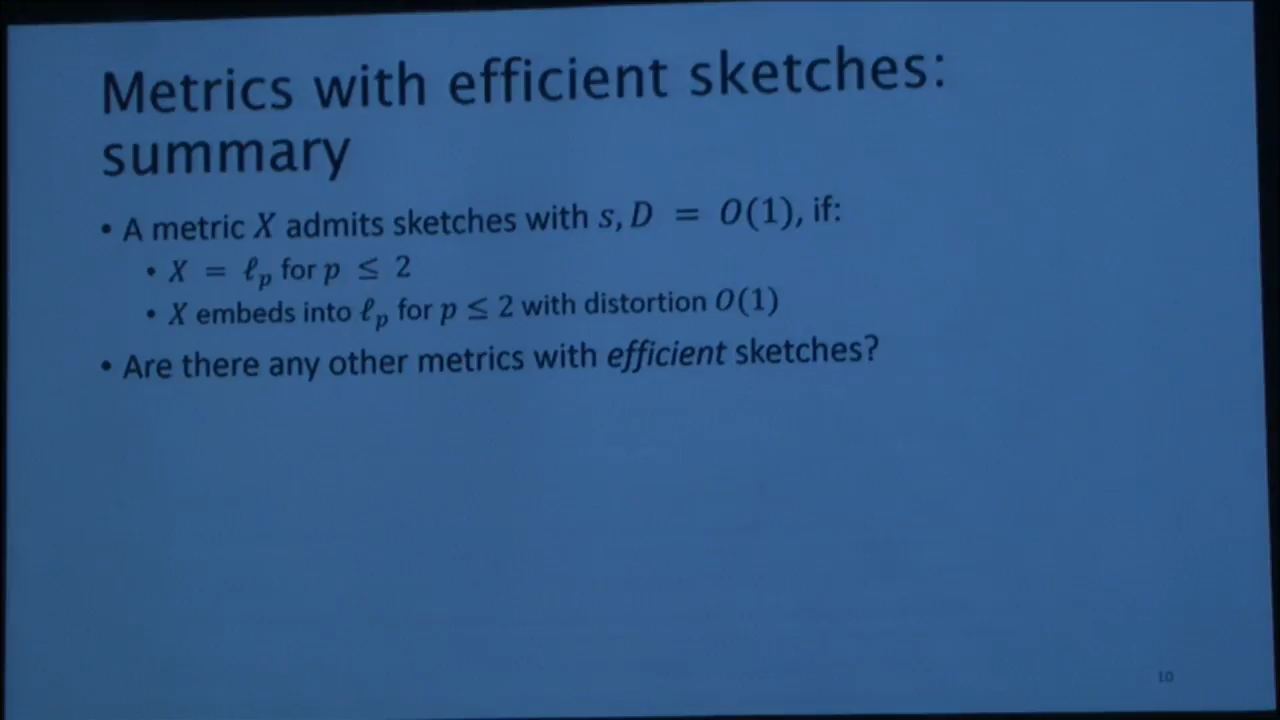 Metrics with efficient sketches:
summary
• A metric X admits sketches with s, D = O(1), if:
• X = ℓp for p ≤ 2
• X embeds into ℓp for p ≤ 2 with distortion O(1)
• Are there any other metrics with efficient sketches?
10